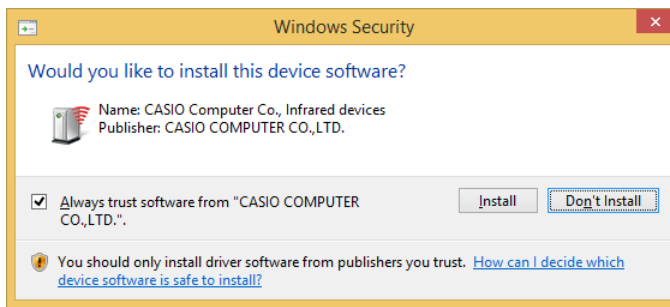 Windows Security
Would you like to install this device software?
Name: CASIO Computer Co., Infrared devices
Publisher: CASIO COMPUTER CO.,LTD.
Always trust software from "CASIO COMPUTER
CO.,LTD.".
Install
Don't Install
You should only install driver software from publishers you trust. How can I decide which
device software is safe to install?